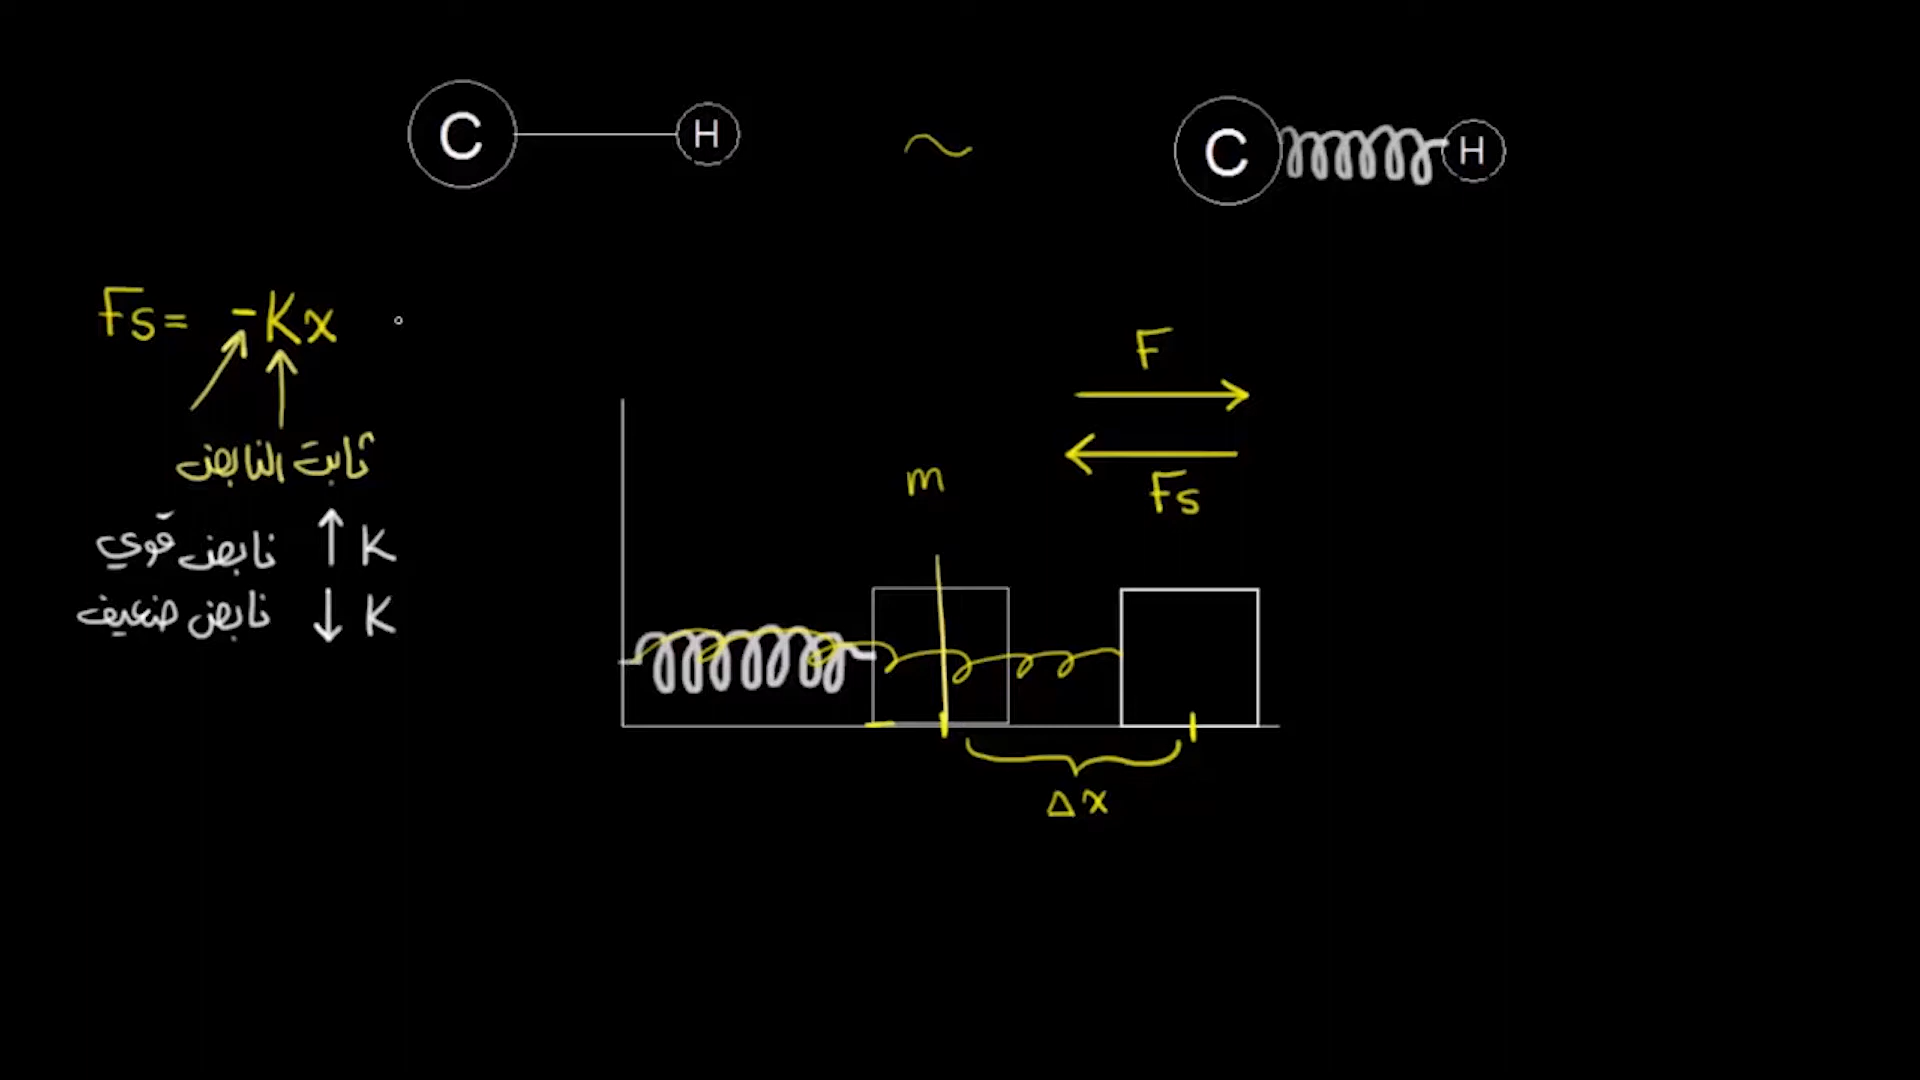 C H ~ C H
Fs= -Kx
F
Fs
ثابت النابض
m
نابض قوي ↑ K
نابض ضعيف ↓ K
Δx